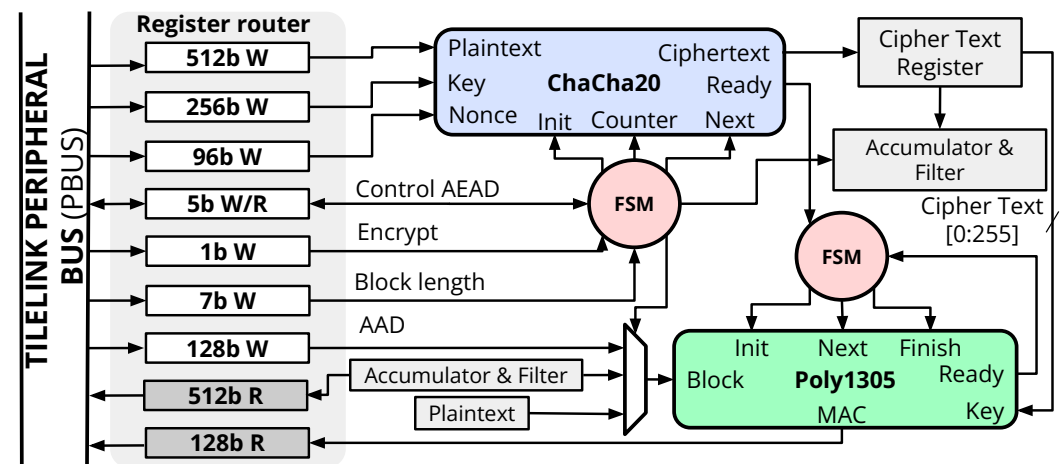 TILELINK PERIPHERAL
BUS (PBUS)
Register router
512b W
256b W
96b W
5b W/R
1b W
7b W
128b W
512b R
128b R
Plaintext
Key
Nonce
ChaCha20
Ciphertext
Ready
Init
Counter
Next
Cipher Text
Register
Accumulator &
Filter
Cipher Text
[0:255]
Control AEAD
Encrypt
Block length
AAD
FSM
FSM
Accumulator & Filter
Plaintext
Init
Next
Finish
Block
Poly1305
Ready
MAC
Key